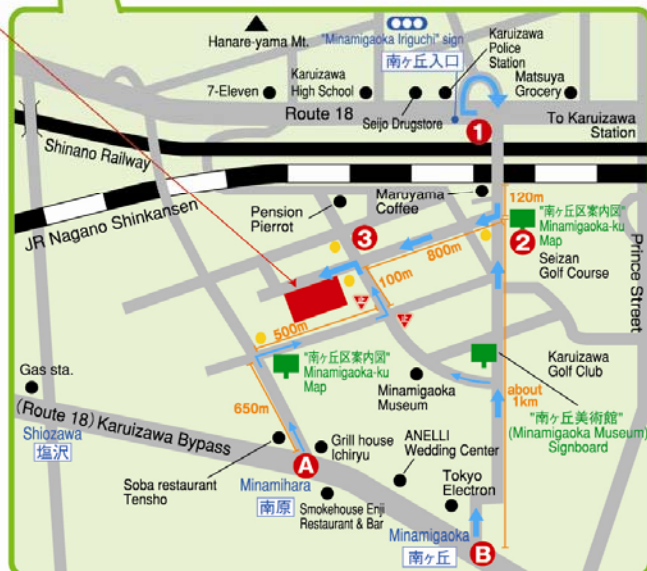 Hanare-yama Mt.
"Minamigaoka Iriguchi" sign
南ヶ丘入口
Karuizawa
Police
Station
7-Eleven
Karuizawa
High School
Matsuya
Grocery
Route 18
Seijo Drugstore
1
To Karuizawa
Station
Shinano Railway
JR Nagano Shinkansen
Maruyama
Coffee
120m
Pension
Pierrot
3
"南ヶ丘区案内図"
Minamigaoka-ku
Map
2
800m
Seizan
Golf Course
Prince Street
100m
止
止
500m
"南ヶ丘区案内図"
Minamigaoka-ku
Map
Gas sta.
Minamigaoka
Museum
Karuizawa
Golf Club
about
1km
650m
(Route 18) Karuizawa Bypass
"南ヶ丘美術館"
(Minamigaoka Museum)
Signboard
Shiozawa
塩沢
Grill house
Ichiryu
ANELLI
Wedding Center
Soba restaurant
Tensho
A
Minamihara
南原
Tokyo
Electron
Smokehouse Enji
Restaurant & Bar
Minamigaoka
南ヶ丘
B